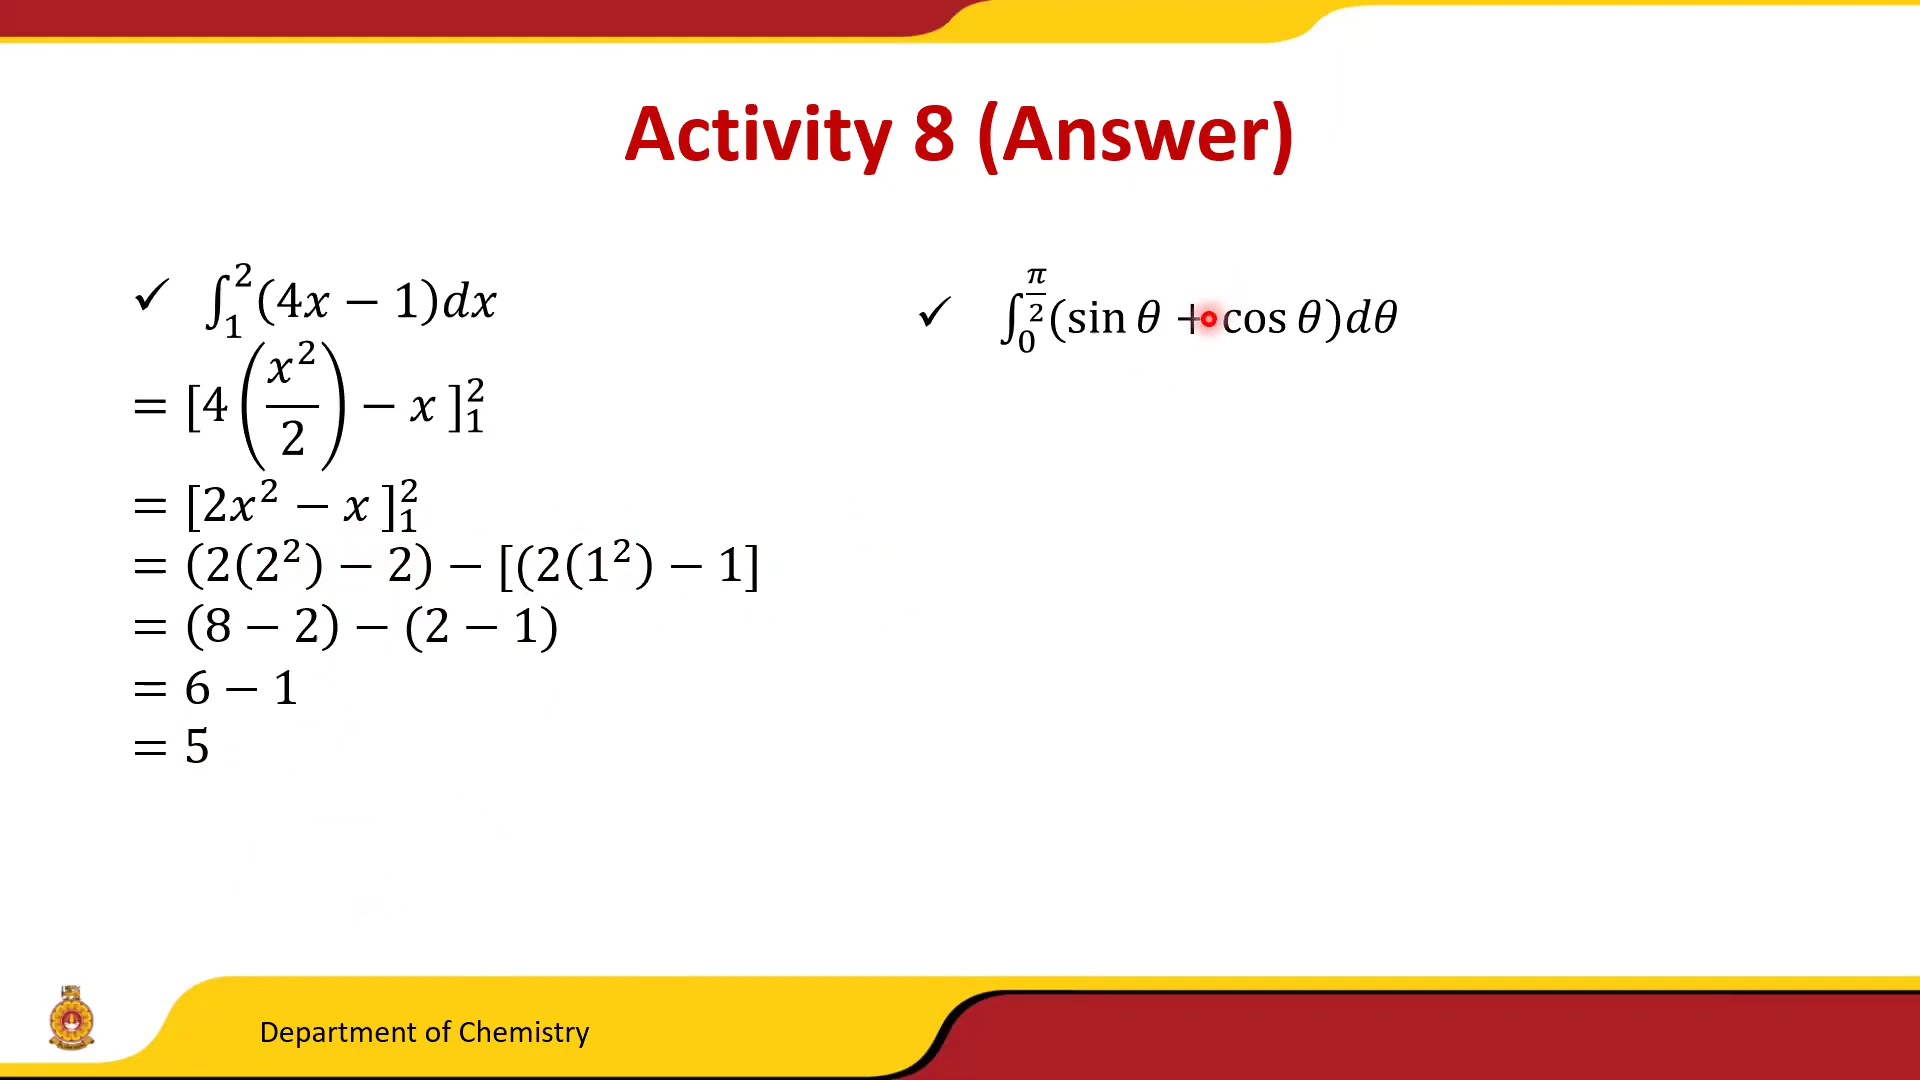 Activity 8 (Answer)
✓ ∫₁² (4x − 1)dx
= [4(x²/2) − x ]₁²
= [2x² − x ]₁²
= (2(2²) − 2) − [(2(1²) − 1]
= (8 − 2) − (2 − 1)
= 6 − 1
= 5
✓ ∫₀^(π/2) (sin θ + cos θ)dθ
Department of Chemistry